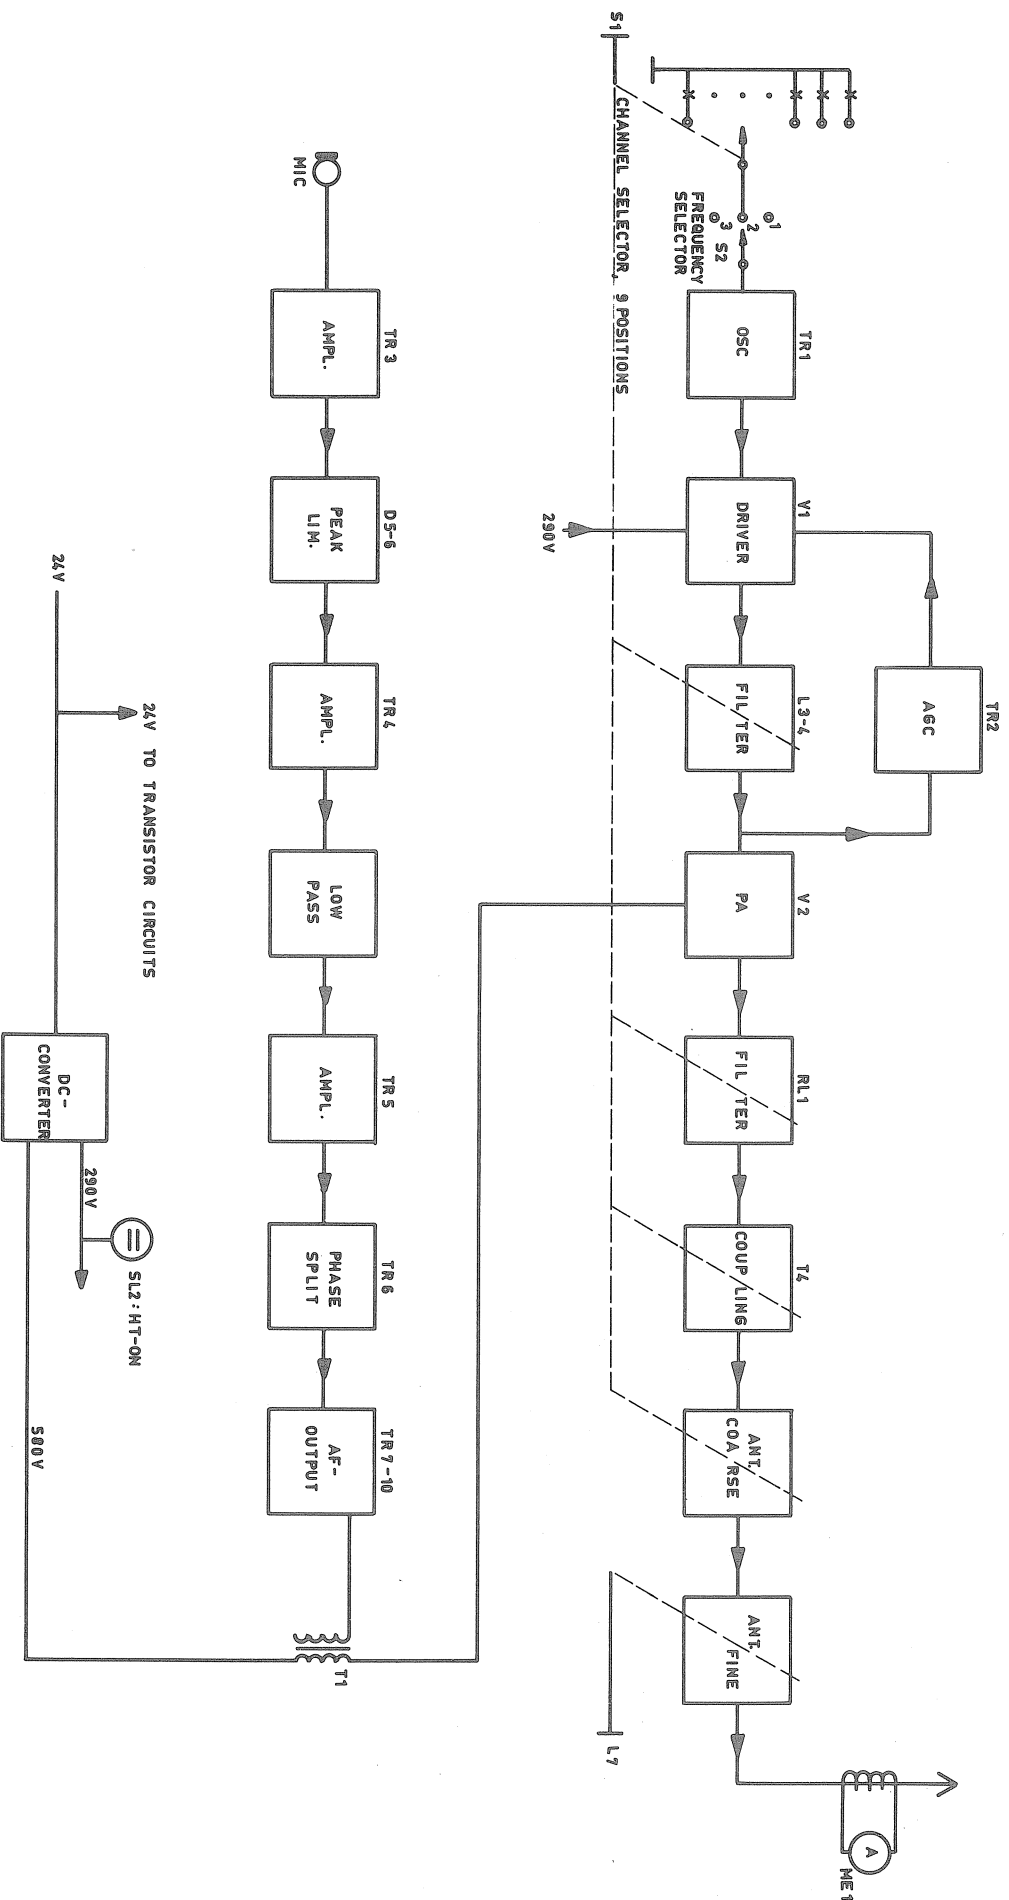 S1
CHANNEL SELECTOR, 9 POSITIONS
1
2
3
S2
FREQUENCY
SELECTOR
TR1
OSC
V1
DRIVER
290V
L3-4
FILTER
TR2
AGC
V2
PA
RL1
FILTER
T4
COUPLING
ANT.
COARSE
ANT.
FINE
L7
A
ME1
MIC
TR3
AMPL.
D5-6
PEAK
LIM.
TR4
AMPL.
LOW
PASS
TR5
AMPL.
TR6
PHASE
SPLIT
TR7-10
AF-
OUTPUT
T1
24V
24V TO TRANSISTOR CIRCUITS
DC-
CONVERTER
290V
SL2: HT-ON
580V